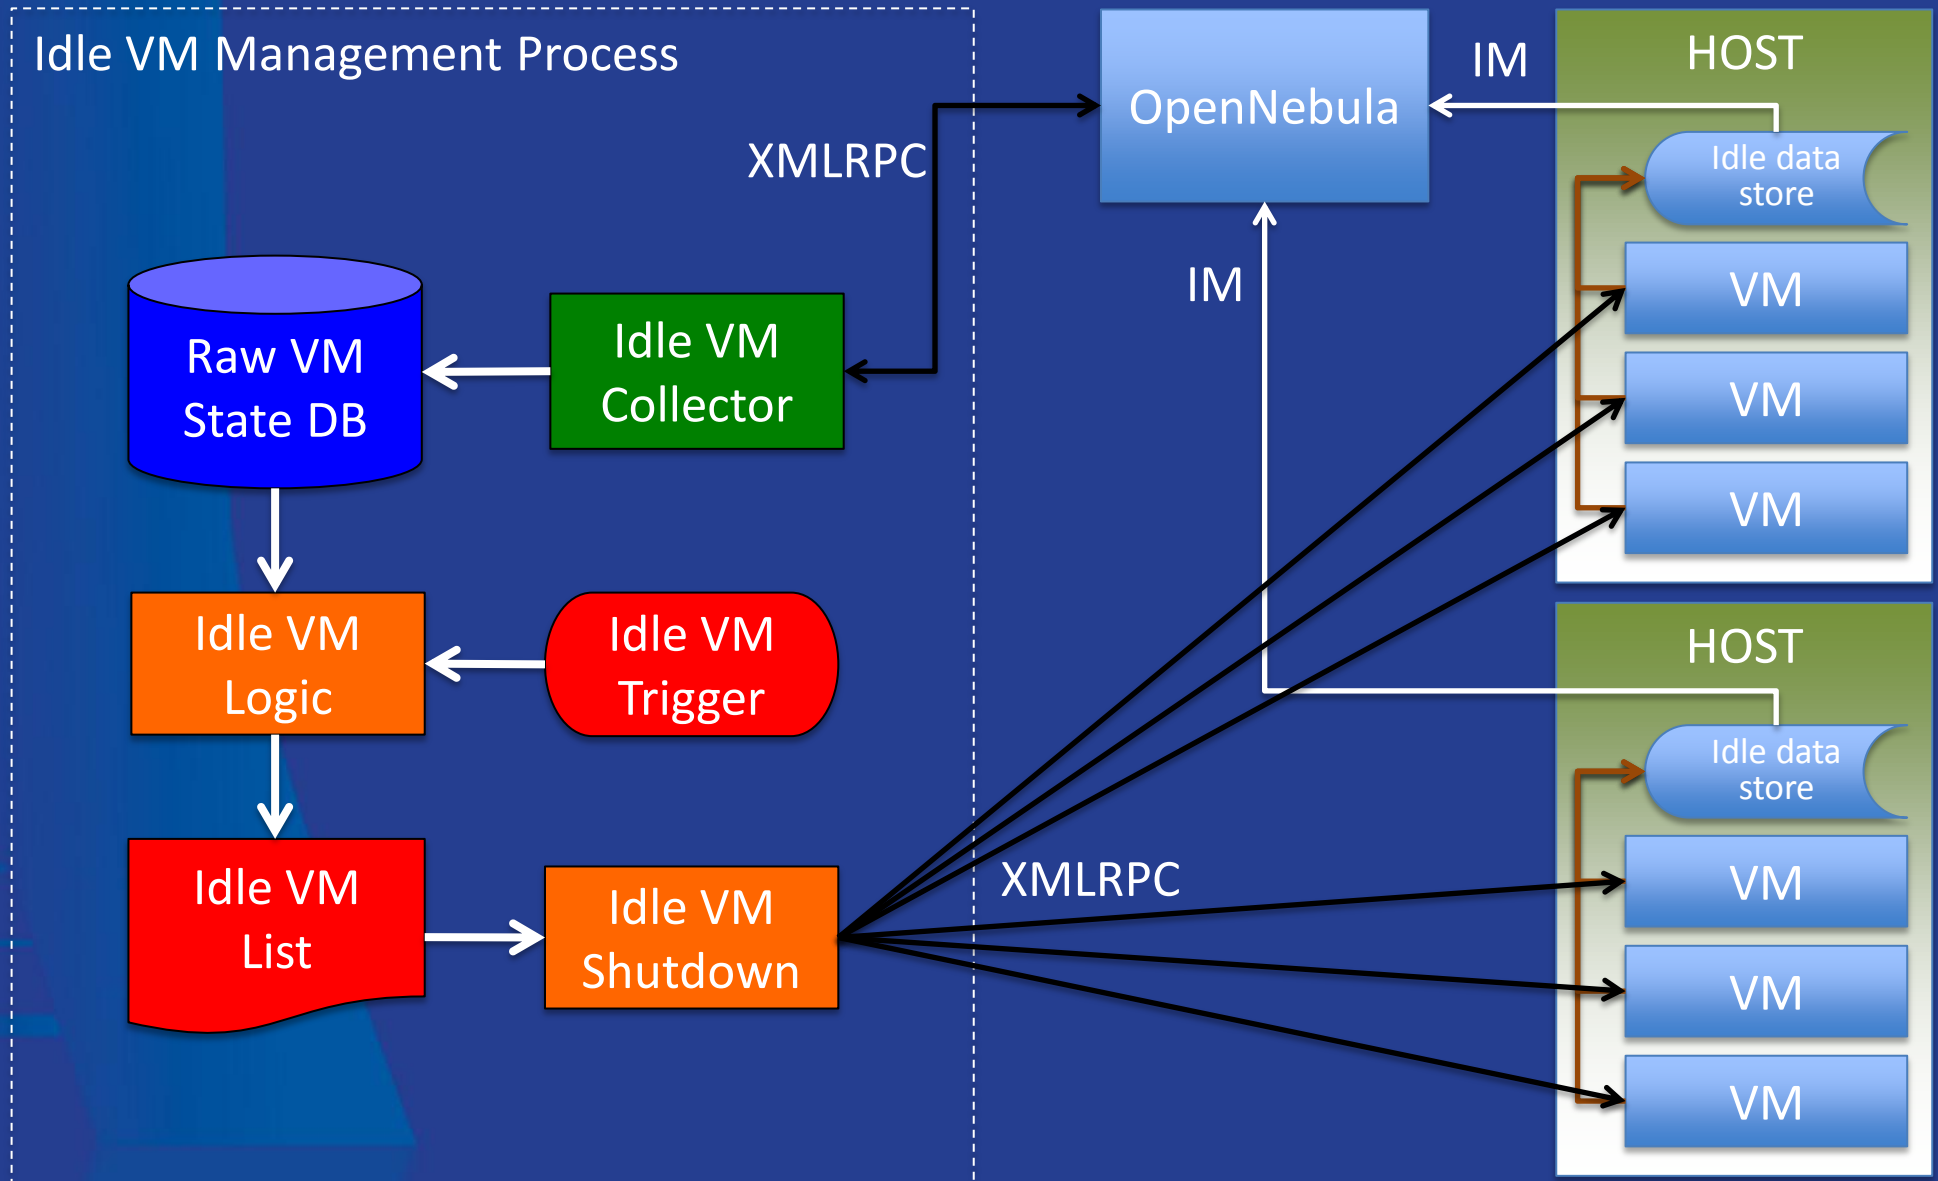 Idle VM Management Process
XMLRPC
Raw VM
State DB
Idle VM
Collector
Idle VM
Logic
Idle VM
Trigger
Idle VM
List
Idle VM
Shutdown
OpenNebula
IM
IM
XMLRPC
HOST
Idle data
store
VM
VM
VM
HOST
Idle data
store
VM
VM
VM